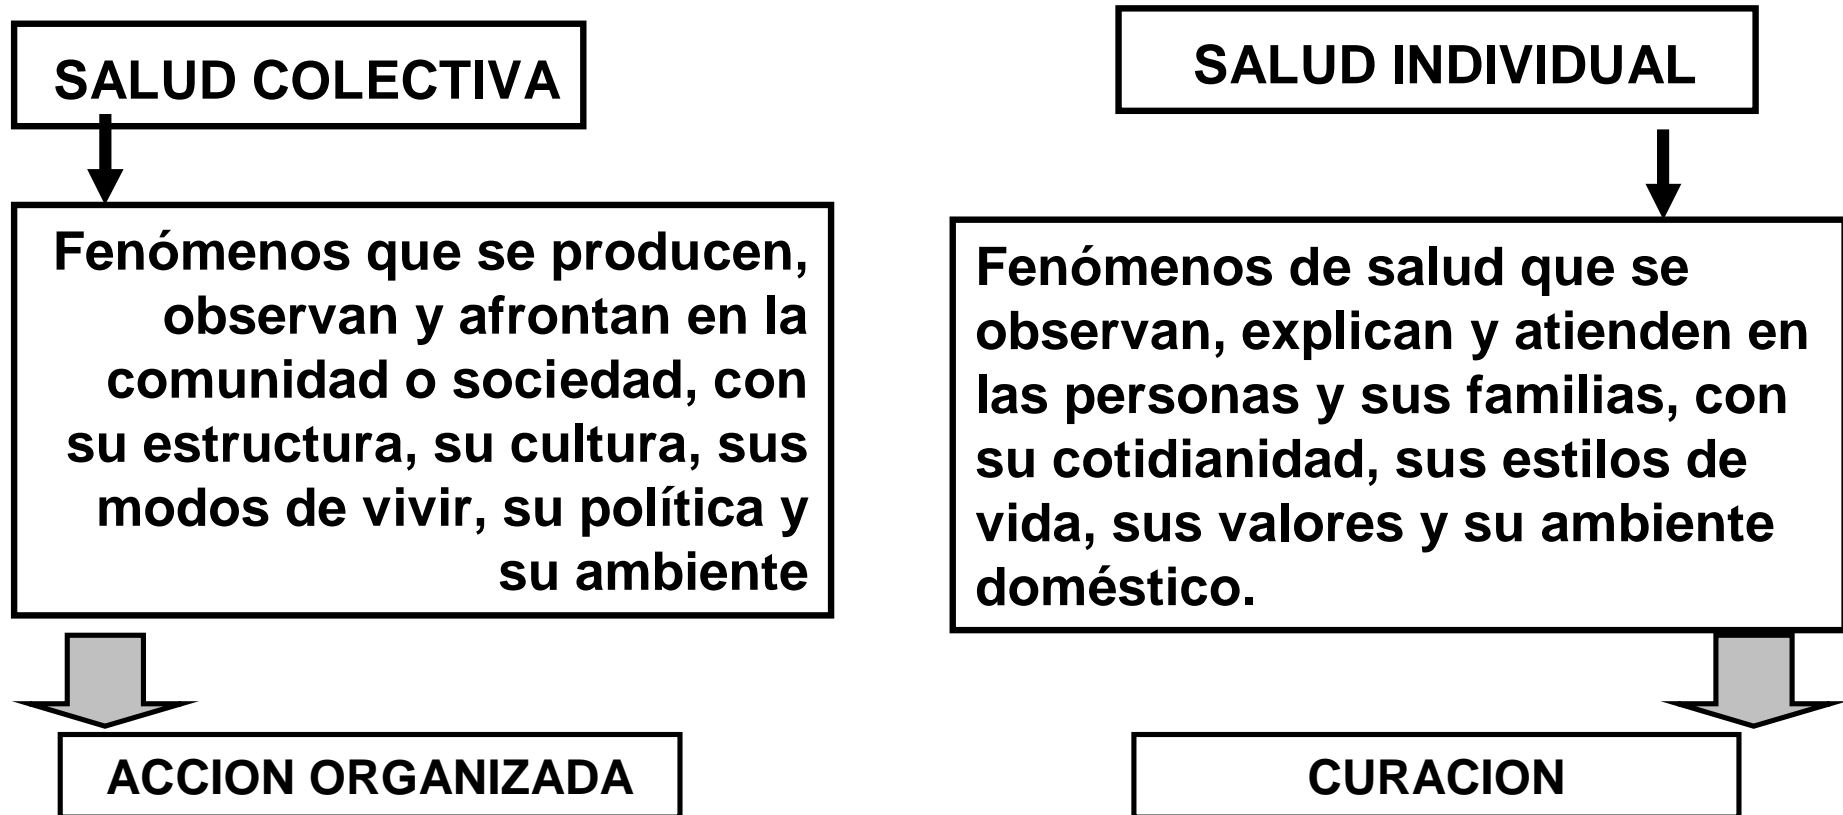 SALUD COLECTIVA
Fenómenos que se producen,
observan y afrontan en la
comunidad o sociedad, con
su estructura, su cultura, sus
modos de vivir, su política y
su ambiente
ACCION ORGANIZADA
SALUD INDIVIDUAL
Fenómenos de salud que se
observan, explican y atienden en
las personas y sus familias, con
su cotidianidad, sus estilos de
vida, sus valores y su ambiente
doméstico.
CURACION